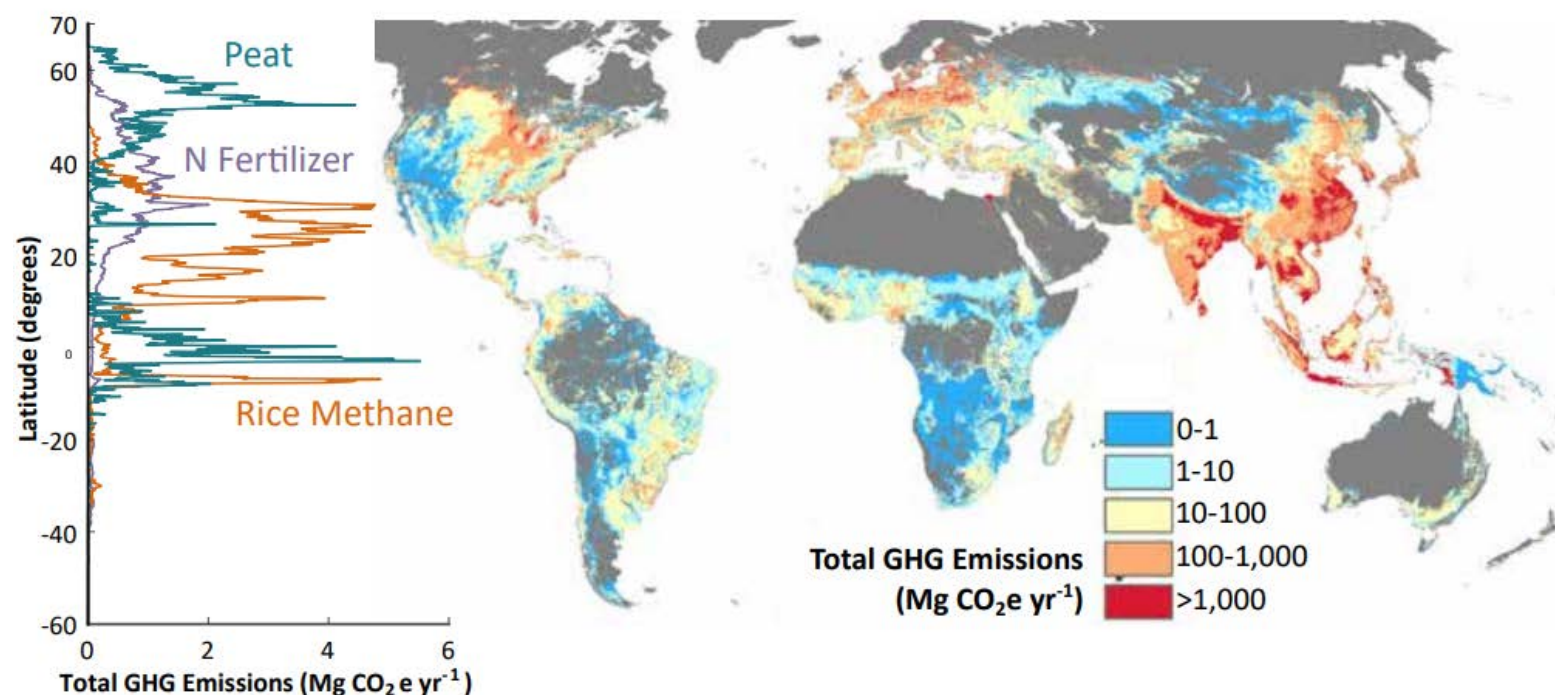 70
60
40
20
0
-20
-40
-60
Latitude (degrees)
Peat
N Fertilizer
Rice Methane
0 2 4 6
Total GHG Emissions (Mg CO₂ e yr⁻¹)
Total GHG Emissions
(Mg CO₂e yr⁻¹)
0-1
1-10
10-100
100-1,000
>1,000